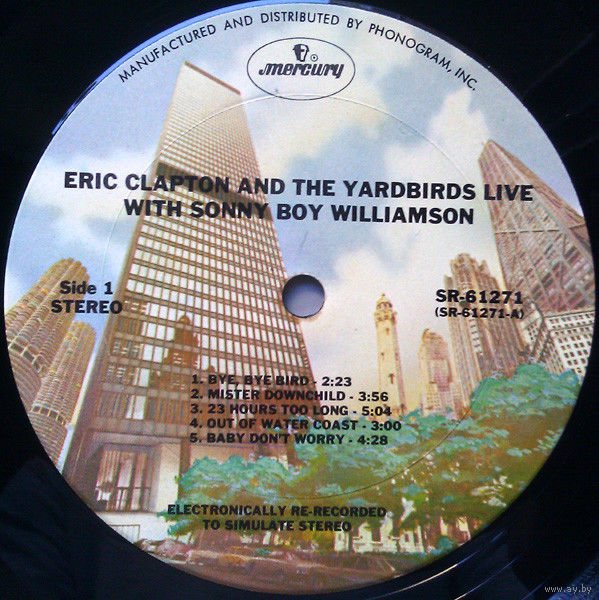 MANUFACTURED AND DISTRIBUTED BY PHONOGRAM, INC.
mercury
ERIC CLAPTON AND THE YARDBIRDS LIVE
WITH SONNY BOY WILLIAMSON
Side 1
STEREO
SR-61271
(SR-61271-A)
1. BYE, BYE BIRD - 2:23
2. MISTER DOWNCHILD - 3:56
3. 23 HOURS TOO LONG - 5:04
4. OUT OF WATER COAST - 3:00
5. BABY DON'T WORRY - 4:28
ELECTRONICALLY RE-RECORDED
TO SIMULATE STEREO
www.ay.by